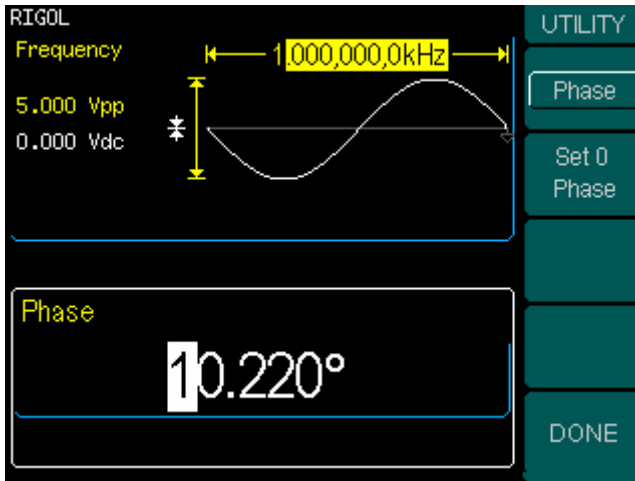 RIGOL
UTILITY
Frequency
1,000,000,0kHz
5.000 Vpp
0.000 Vdc
Phase
Set 0
Phase
Phase
10.220°
DONE